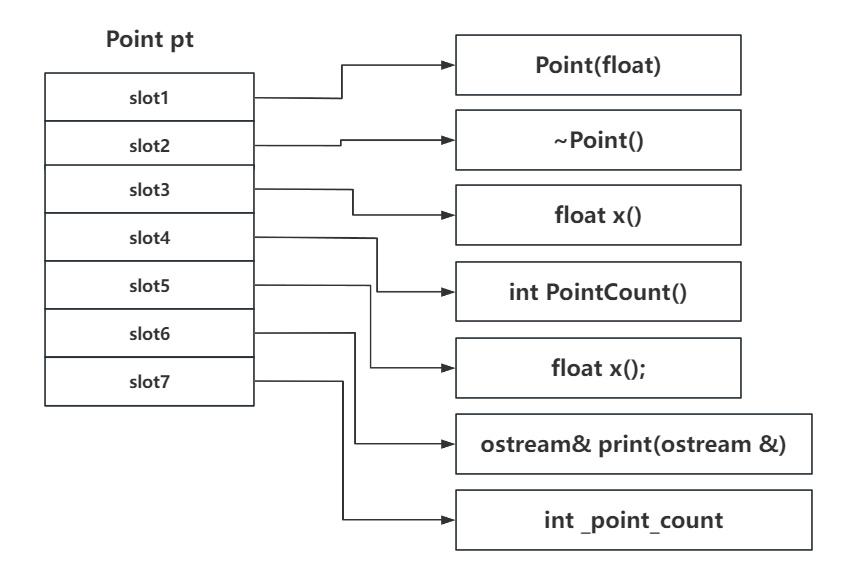 Point pt
slot1
slot2
slot3
slot4
slot5
slot6
slot7
Point(float)
~Point()
float x()
int PointCount()
float x();
ostream& print(ostream &)
int _point_count